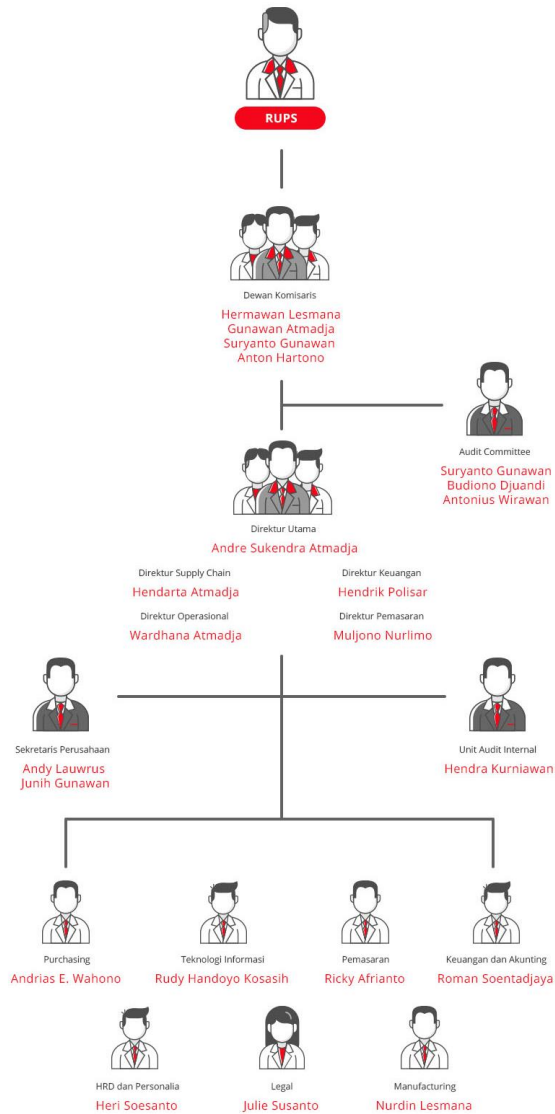 RUPS
Dewan Komisaris
Hermawan Lesmana
Gunawan Atmadja
Suryanto Gunawan
Anton Hartono
Audit Committee
Suryanto Gunawan
Budiono Djuandi
Antonius Wirawan
Direktur Utama
Andre Sukendra Atmadja
Direktur Supply Chain
Hendarta Atmadja
Direktur Keuangan
Hendrik Polisar
Direktur Operasional
Wardhana Atmadja
Direktur Pemasaran
Muljono Nurlimo
Sekretaris Perusahaan
Andy Lauwrus
Junih Gunawan
Unit Audit Internal
Hendra Kurniawan
Purchasing
Andrias E. Wahono
Teknologi Informasi
Rudy Handoyo Kosasih
Pemasaran
Ricky Afrianto
Keuangan dan Akunting
Roman Soentadjaya
HRD dan Personalia
Heri Soesanto
Legal
Julie Susanto
Manufacturing
Nurdin Lesmana